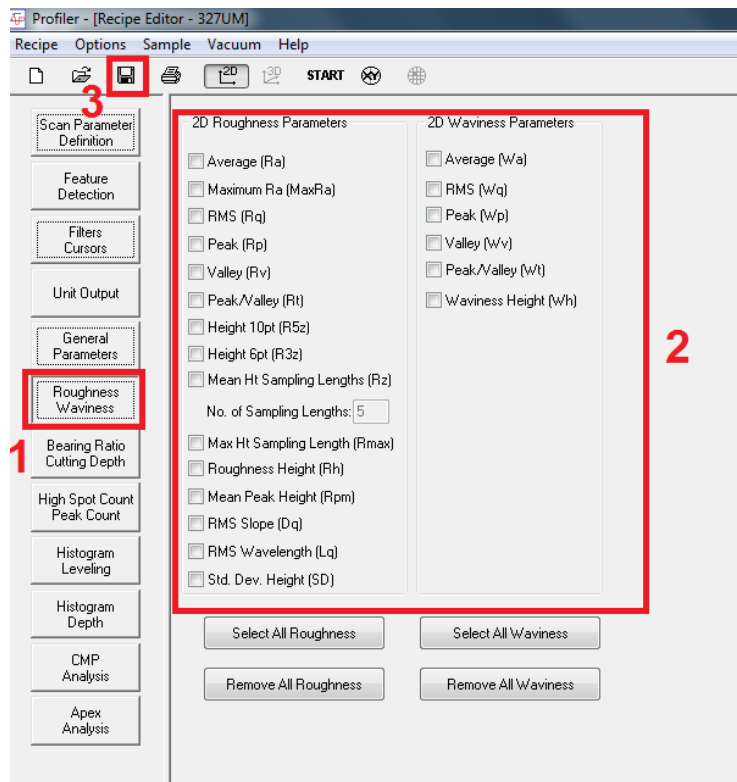 Profiler - [Recipe Editor - 327UM]
Recipe Options Sample Vacuum Help
2D 3D START XY
3
Scan Parameter
Definition
Feature
Detection
Filters
Cursors
Unit Output
General
Parameters
Roughness
Waviness
1
Bearing Ratio
Cutting Depth
High Spot Count
Peak Count
Histogram
Leveling
Histogram
Depth
CMP
Analysis
Apex
Analysis
2D Roughness Parameters
Average (Ra)
Maximum Ra (MaxRa)
RMS (Rq)
Peak (Rp)
Valley (Rv)
Peak/Valley (Rt)
Height 10pt (R5z)
Height 6pt (R3z)
Mean Ht Sampling Lengths (Rz)
No. of Sampling Lengths: 5
Max Ht Sampling Length (Rmax)
Roughness Height (Rh)
Mean Peak Height (Rpm)
RMS Slope (Dq)
RMS Wavelength (Lq)
Std. Dev. Height (SD)
Select All Roughness
Remove All Roughness
2D Waviness Parameters
Average (Wa)
RMS (Wq)
Peak (Wp)
Valley (Wv)
Peak/Valley (Wt)
Waviness Height (Wh)
Select All Waviness
Remove All Waviness
2